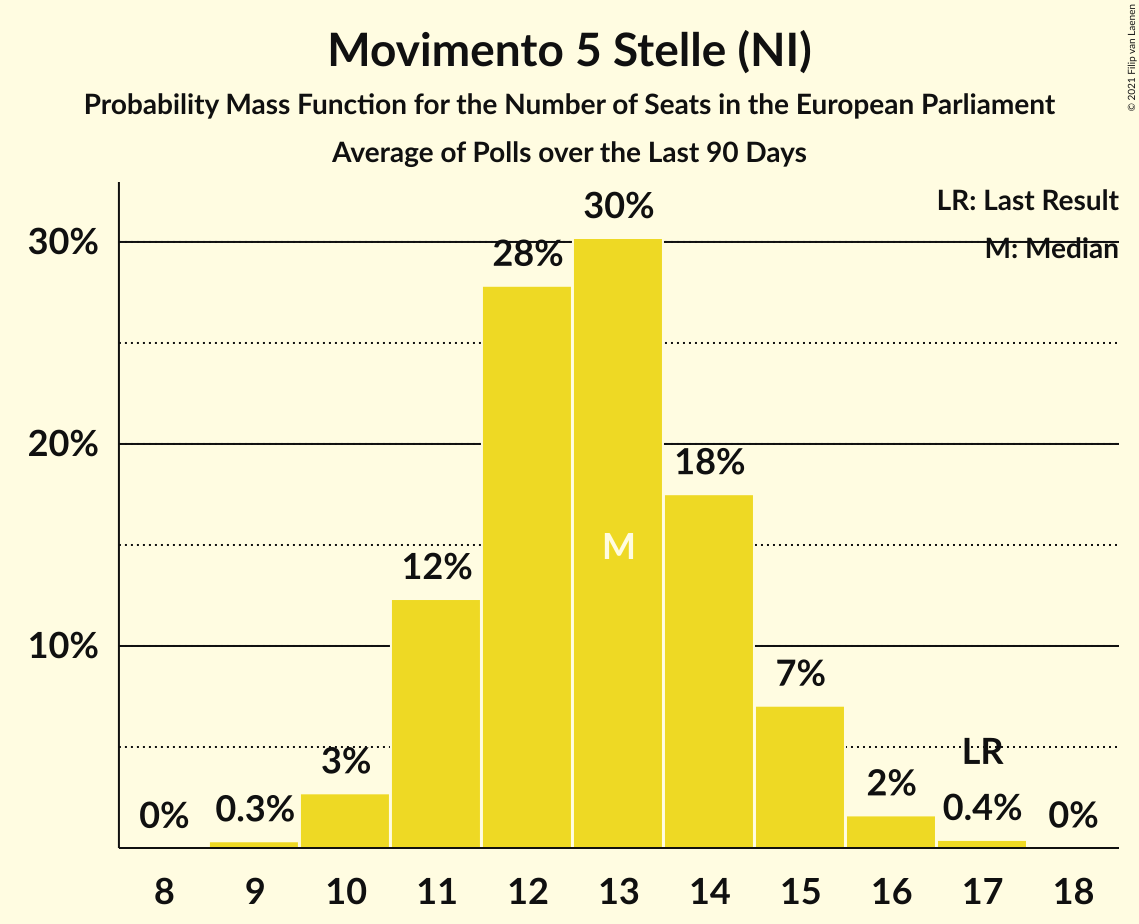 Movimento 5 Stelle (NI)
Probability Mass Function for the Number of Seats in the European Parliament
Average of Polls over the Last 90 Days
© 2021 Filip van Laenen
LR: Last Result
M: Median
30%
20%
10%
0%
0.3%
3%
12%
28%
30%
M
18%
7%
2%
LR
0.4%
0%
8 9 10 11 12 13 14 15 16 17 18